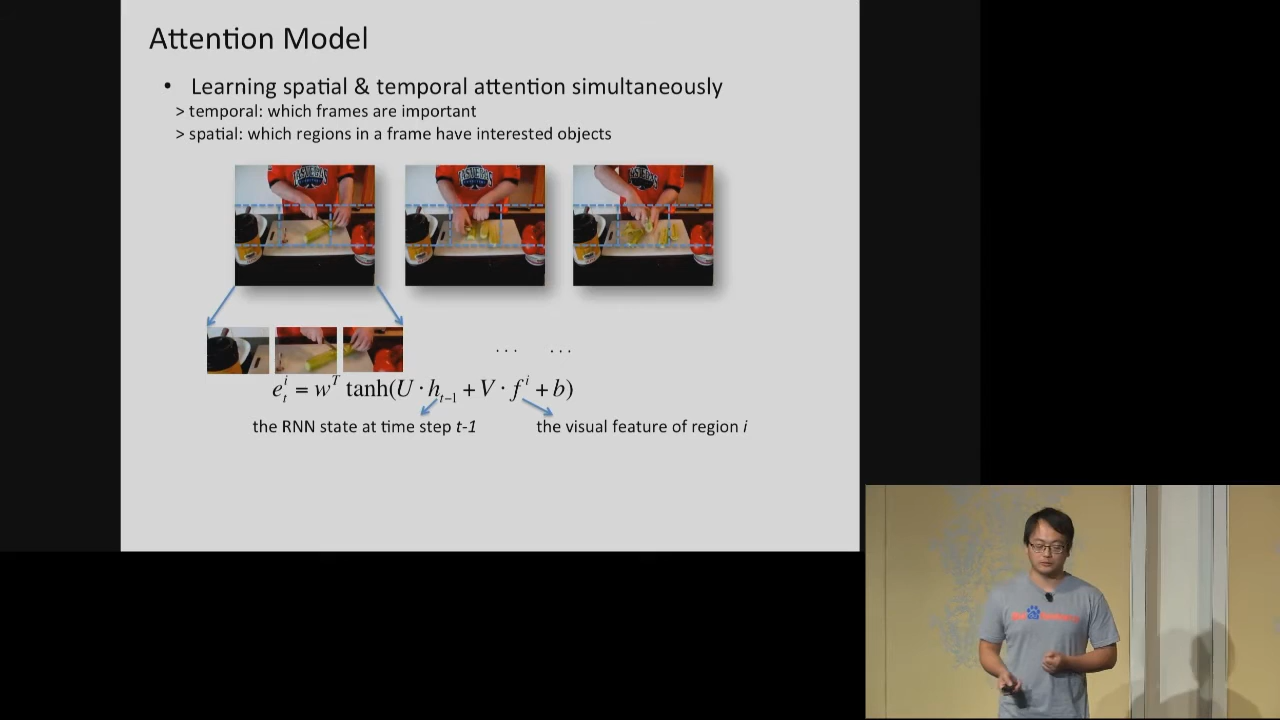 Attention Model
• Learning spatial & temporal attention simultaneously
> temporal: which frames are important
> spatial: which regions in a frame have interested objects
... ...
e_t^i = w^T tanh(U · h_{t-1} + V · f^i + b)
the RNN state at time step t-1
the visual feature of region i